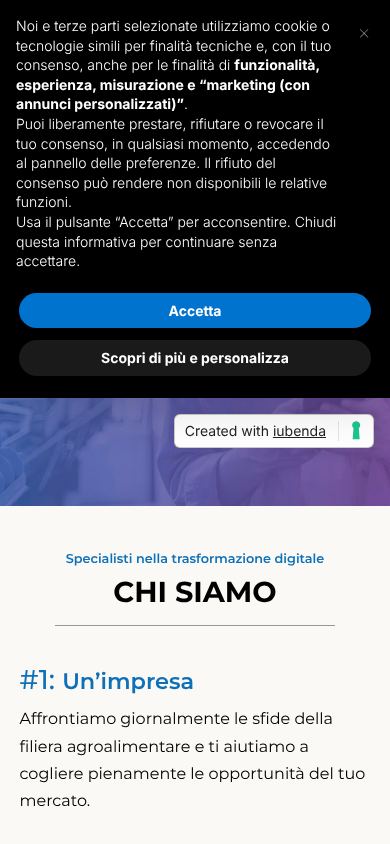 Noi e terze parti selezionate utilizziamo cookie o
tecnologie simili per finalità tecniche e, con il tuo
consenso, anche per le finalità di funzionalità,
esperienza, misurazione e “marketing (con
annunci personalizzati)”.
Puoi liberamente prestare, rifiutare o revocare il
tuo consenso, in qualsiasi momento, accedendo
al pannello delle preferenze. Il rifiuto del
consenso può rendere non disponibili le relative
funzioni.
Usa il pulsante “Accetta” per acconsentire. Chiudi
questa informativa per continuare senza
accettare.
×
Accetta
Scopri di più e personalizza
Created with iubenda
Specialisti nella trasformazione digitale
CHI SIAMO
#1: Un’impresa
Affrontiamo giornalmente le sfide della
filiera agroalimentare e ti aiutiamo a
cogliere pienamente le opportunità del tuo
mercato.